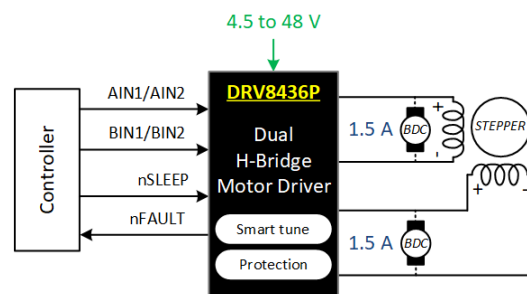 4.5 to 48 V
Controller
AIN1/AIN2
BIN1/BIN2
nSLEEP
nFAULT
DRV8436P
Dual
H-Bridge
Motor Driver
Smart tune
Protection
1.5 A
BDC
+
-
STEPPER
+
-
1.5 A
BDC